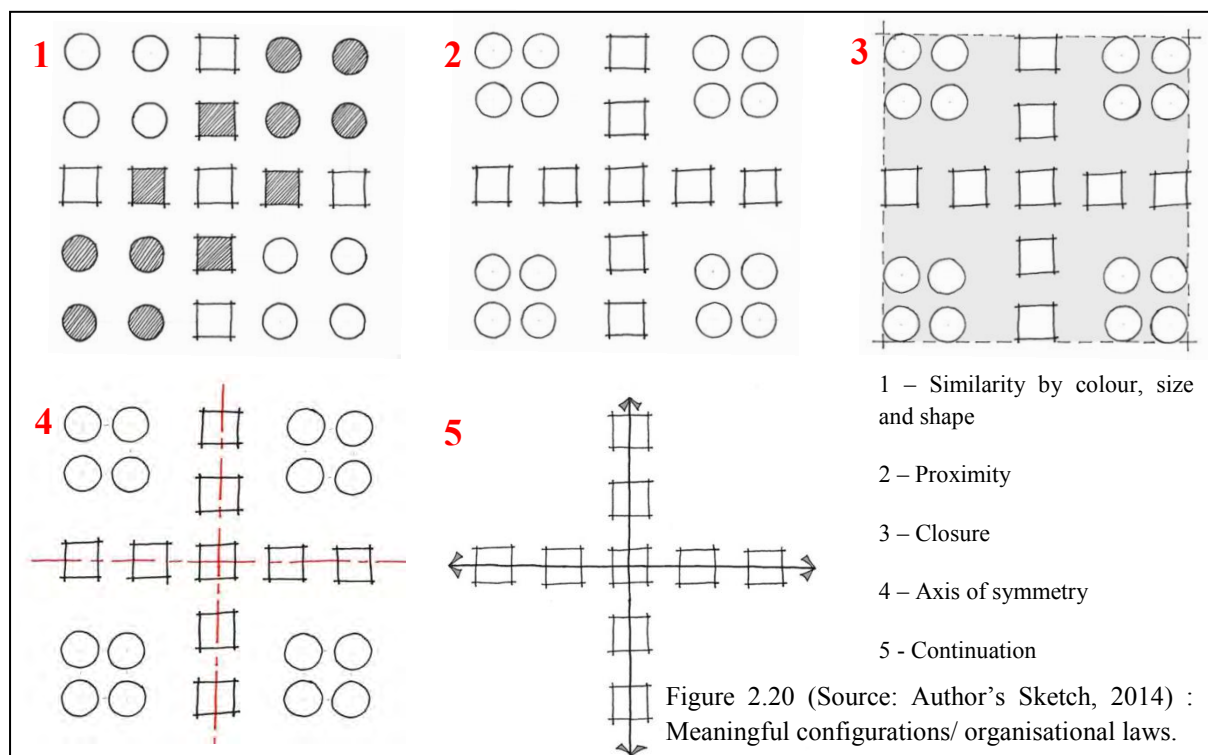 1
2
3
4
5
1 – Similarity by colour, size
and shape
2 – Proximity
3 – Closure
4 – Axis of symmetry
5 - Continuation
Figure 2.20 (Source: Author’s Sketch, 2014) :
Meaningful configurations/ organisational laws.